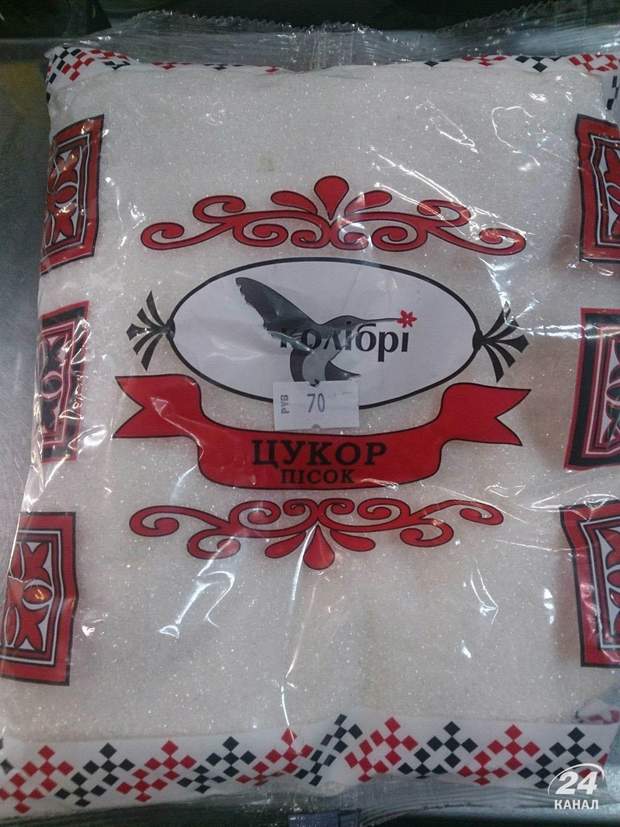 колібрі
70
РУБ
ЦУКОР
ПІСОК
24
КАНАЛ